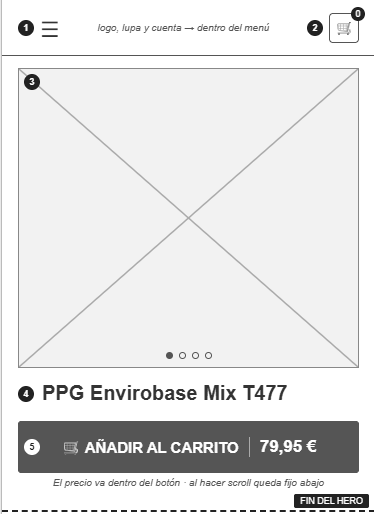 1
logo, lupa y cuenta → dentro del menú
2
0
3
4 PPG Envirobase Mix T477
5 AÑADIR AL CARRITO 79,95 €
El precio va dentro del botón · al hacer scroll queda fijo abajo
FIN DEL HERO